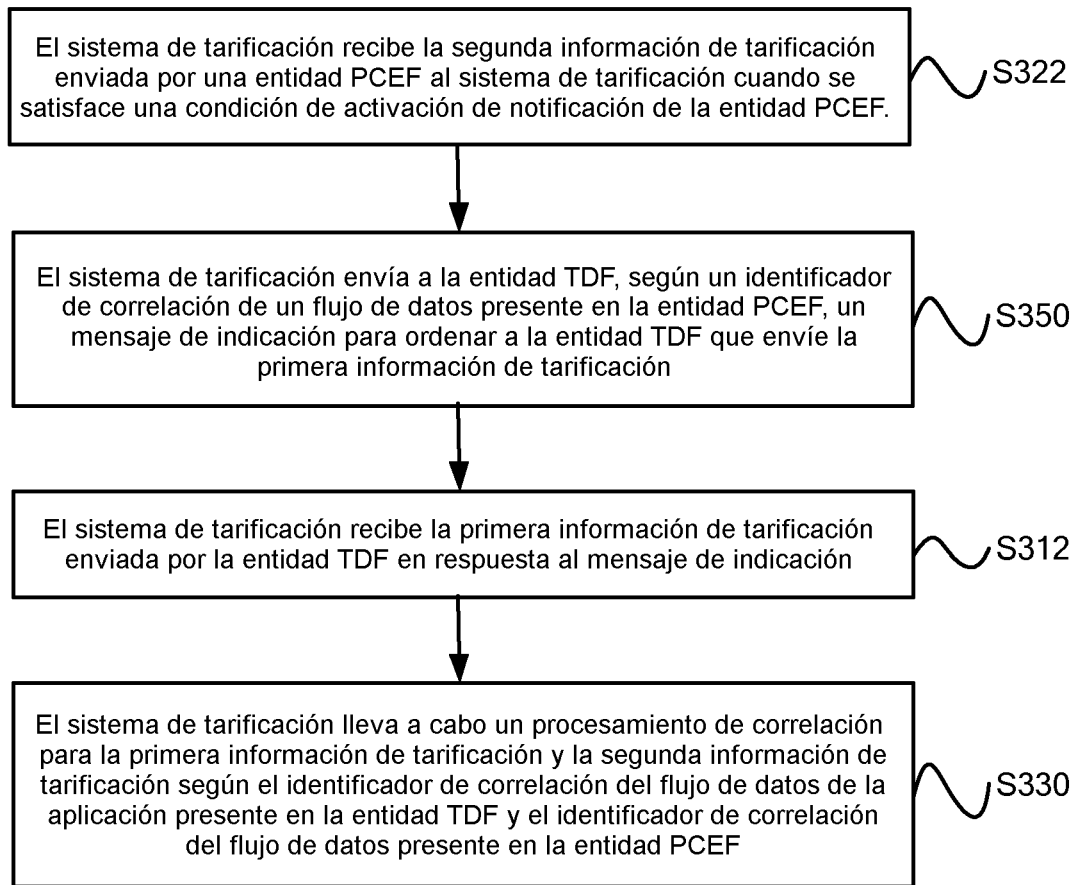 El sistema de tarificación recibe la segunda información de tarificación
enviada por una entidad PCEF al sistema de tarificación cuando se
satisface una condición de activación de notificación de la entidad PCEF.
S322
El sistema de tarificación envía a la entidad TDF, según un identificador
de correlación de un flujo de datos presente en la entidad PCEF, un
mensaje de indicación para ordenar a la entidad TDF que envíe la
primera información de tarificación
S350
El sistema de tarificación recibe la primera información de tarificación
enviada por la entidad TDF en respuesta al mensaje de indicación
S312
El sistema de tarificación lleva a cabo un procesamiento de correlación
para la primera información de tarificación y la segunda información de
tarificación según el identificador de correlación del flujo de datos de la
aplicación presente en la entidad TDF y el identificador de correlación
del flujo de datos presente en la entidad PCEF
S330